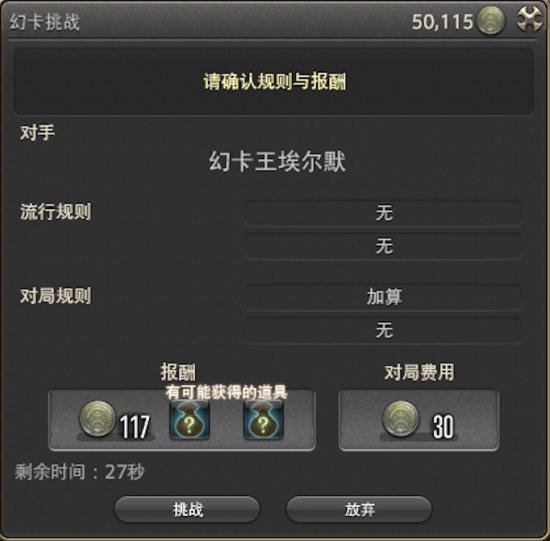 幻卡挑战 50,115
请确认规则与报酬
对手
幻卡王埃尔默
流行规则 无
无
对局规则 加算
无
报酬 对局费用
有可能获得的道具
117 ? ? 30
剩余时间：27秒
挑战 放弃